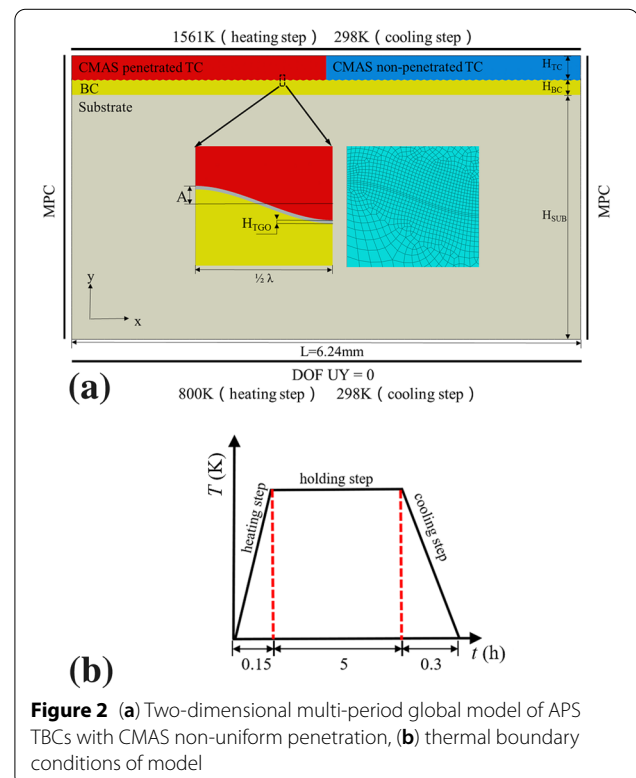 1561K ( heating step )   298K ( cooling step )
CMAS penetrated TC
CMAS non-penetrated TC
H_TC
BC
H_BC
Substrate
MPC
MPC
A
H_TGO
H_SUB
½ λ
y
x
L=6.24mm
DOF UY = 0
(a)
800K ( heating step )   298K ( cooling step )
T (K)
heating step
holding step
cooling step
t (h)
0.15
5
0.3
(b)
Figure 2 (a) Two-dimensional multi-period global model of APS
TBCs with CMAS non-uniform penetration, (b) thermal boundary
conditions of model